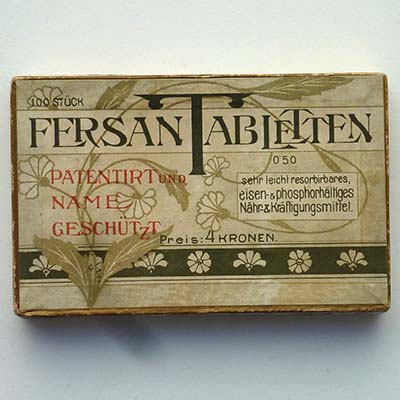 100 STÜCK
FERSAN TABLETTEN
0'50
PATENTIRT UND
NAME
GESCHÜTZT
sehr leicht resorbirbares,
eisen- & phosphorhältiges
Nähr- & Kräftigungsmittel.
Preis: 4 KRONEN.